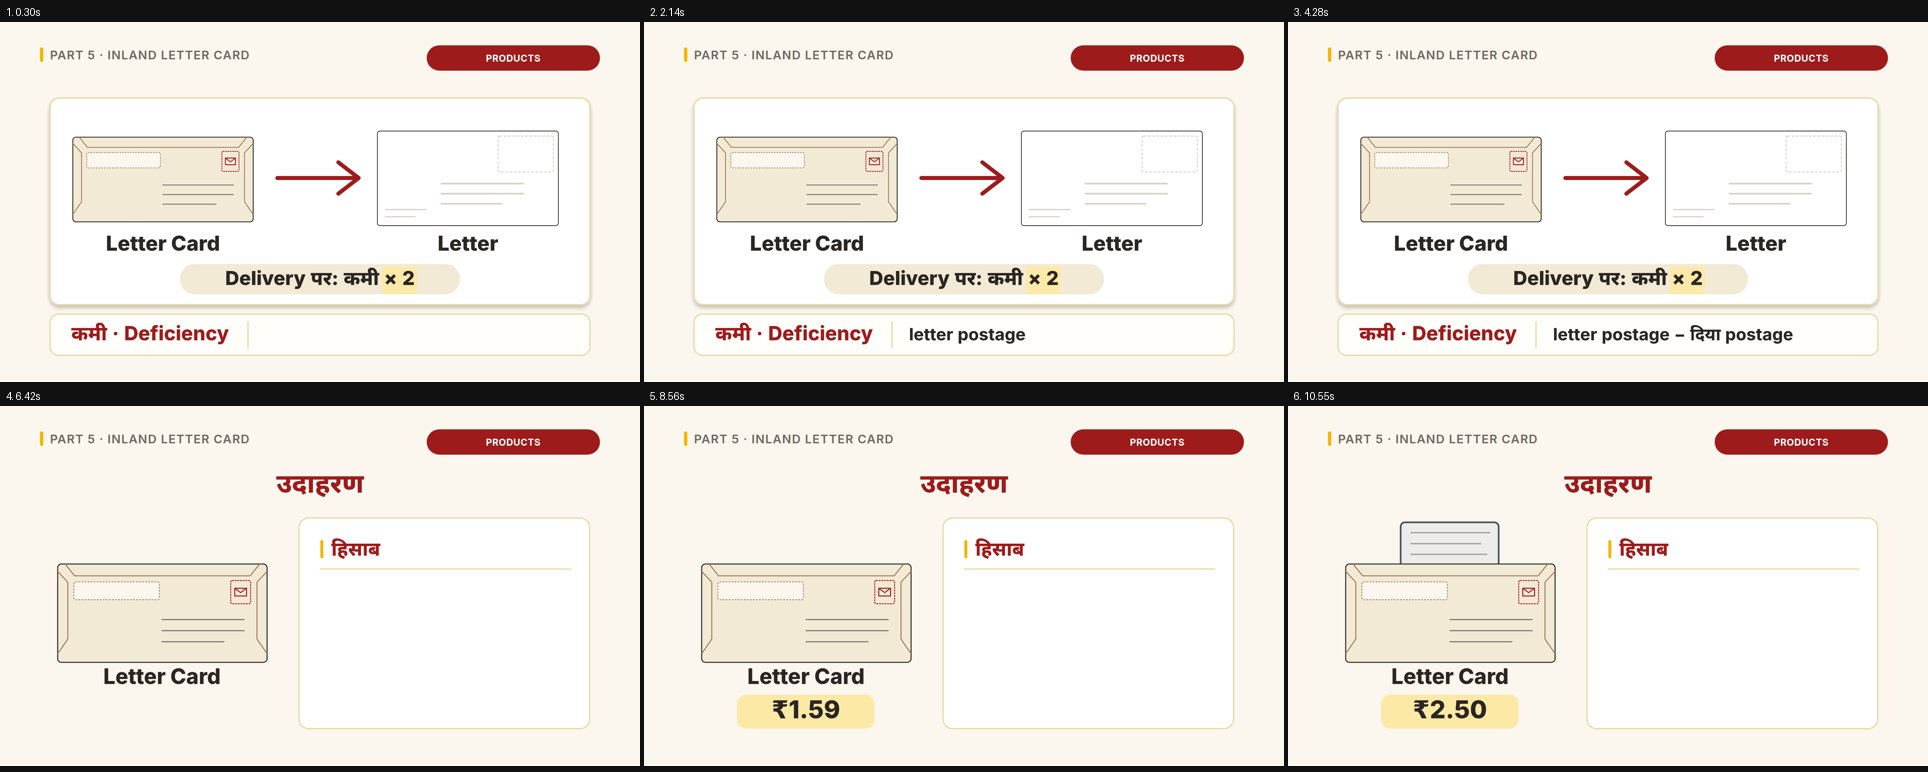 1. 0.30s
PART 5 · INLAND LETTER CARD
PRODUCTS
Letter Card
Letter
Delivery पर: कमी × 2
कमी · Deficiency
2. 2.14s
PART 5 · INLAND LETTER CARD
PRODUCTS
Letter Card
Letter
Delivery पर: कमी × 2
कमी · Deficiency letter postage
3. 4.28s
PART 5 · INLAND LETTER CARD
PRODUCTS
Letter Card
Letter
Delivery पर: कमी × 2
कमी · Deficiency letter postage – दिया postage
4. 6.42s
PART 5 · INLAND LETTER CARD
PRODUCTS
उदाहरण
हिसाब
Letter Card
5. 8.56s
PART 5 · INLAND LETTER CARD
PRODUCTS
उदाहरण
हिसाब
Letter Card
₹1.59
6. 10.55s
PART 5 · INLAND LETTER CARD
PRODUCTS
उदाहरण
हिसाब
Letter Card
₹2.50